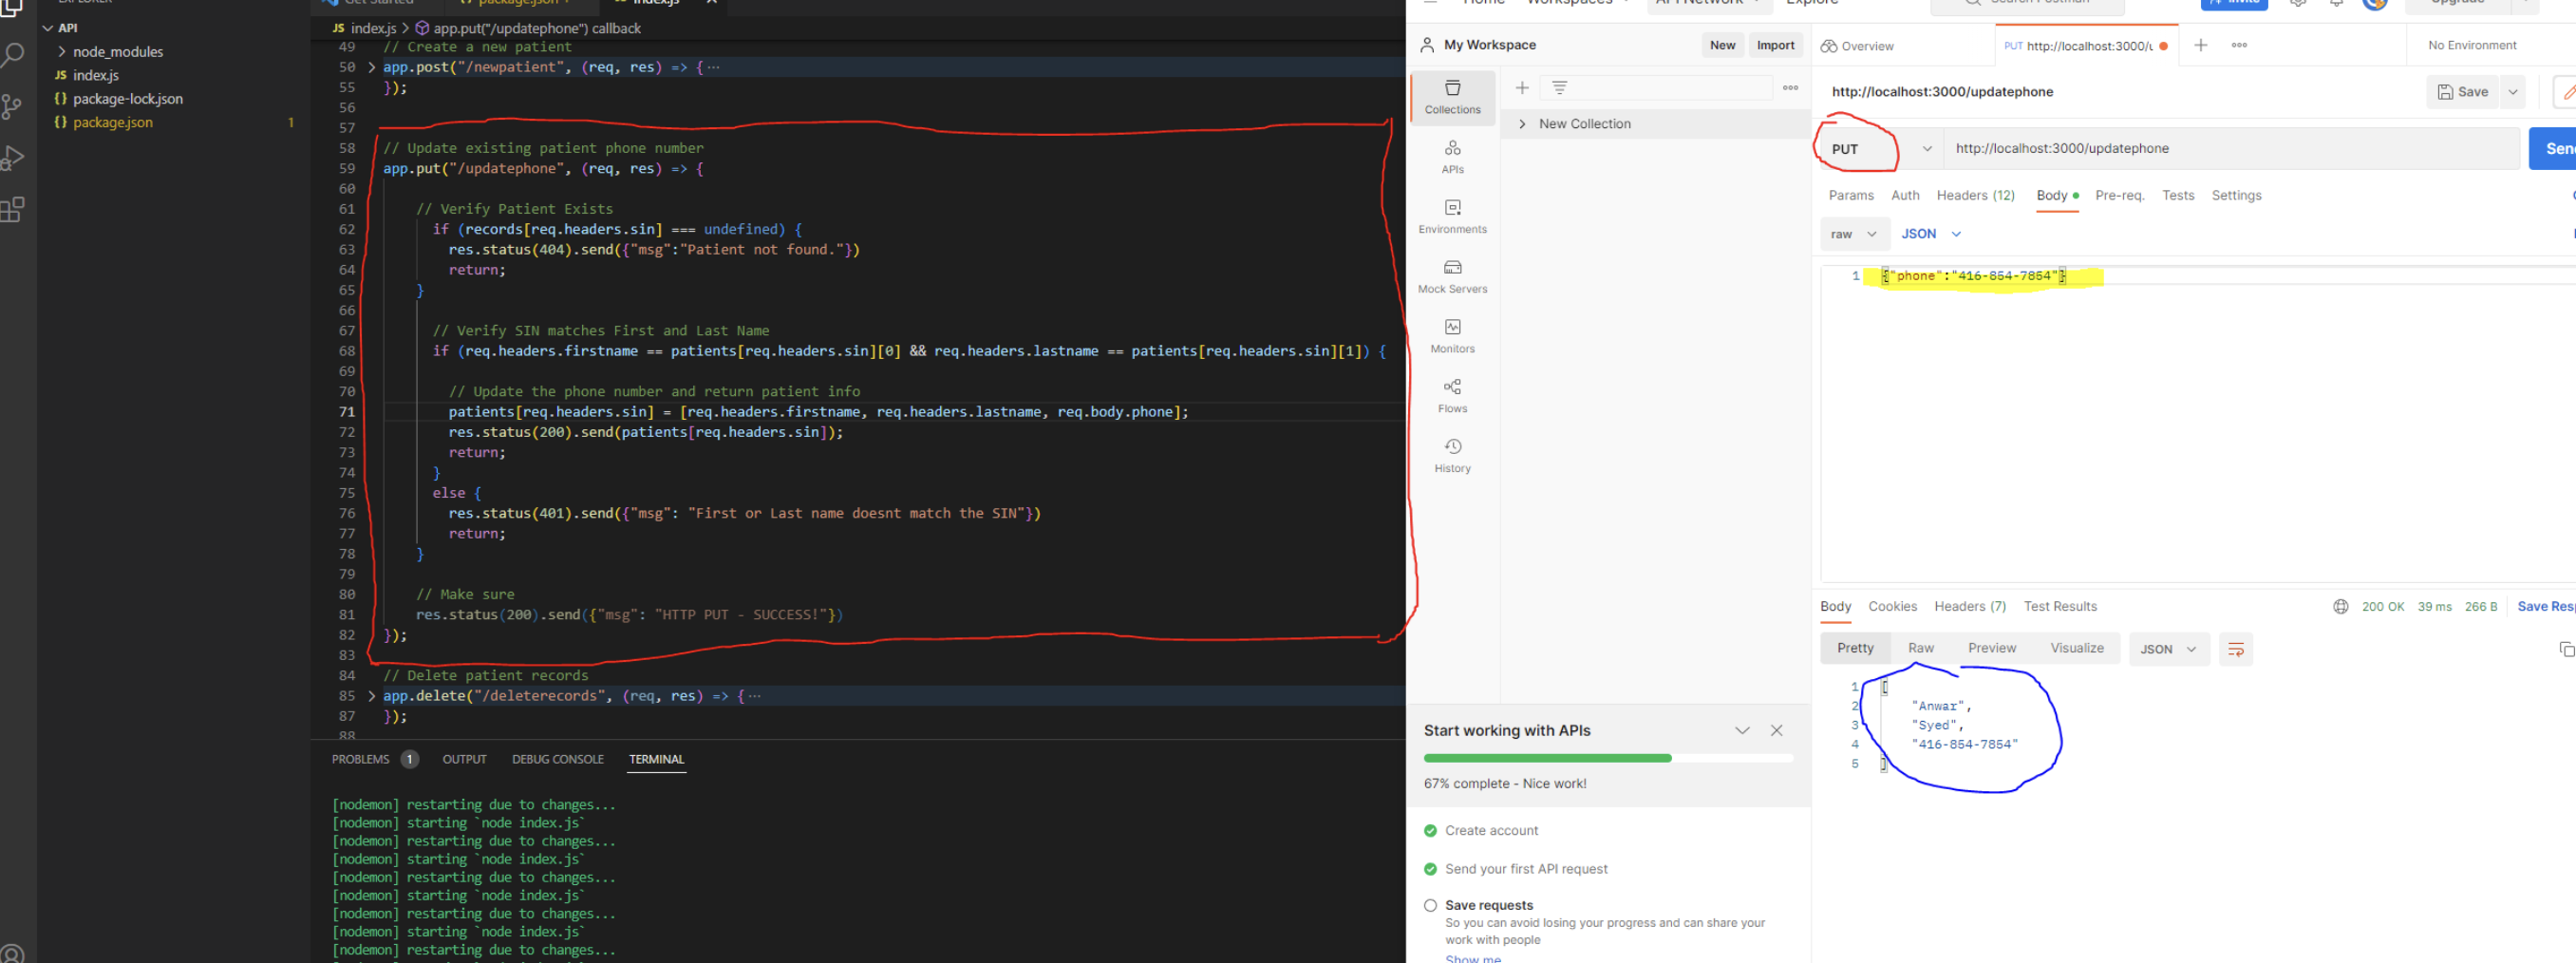 EXPLORER
API
node_modules
JS index.js
{} package-lock.json
{} package.json 1
Get Started
package.json
index.js
JS index.js > app.put("/updatephone") callback
49 // Create a new patient
50 app.post("/newpatient", (req, res) => {···
55 });
56
57
58 // Update existing patient phone number
59 app.put("/updatephone", (req, res) => {
60
61 // Verify Patient Exists
62 if (records[req.headers.sin] === undefined) {
63 res.status(404).send({"msg":"Patient not found."})
64 return;
65 }
66
67 // Verify SIN matches First and Last Name
68 if (req.headers.firstname == patients[req.headers.sin][0] && req.headers.lastname == patients[req.headers.sin][1]) {
69
70 // Update the phone number and return patient info
71 patients[req.headers.sin] = [req.headers.firstname, req.headers.lastname, req.body.phone];
72 res.status(200).send(patients[req.headers.sin]);
73 return;
74 }
75 else {
76 res.status(401).send({"msg": "First or Last name doesnt match the SIN"})
77 return;
78 }
79
80 // Make sure
81 res.status(200).send({"msg": "HTTP PUT - SUCCESS!"})
82 });
83
84 // Delete patient records
85 app.delete("/deleterecords", (req, res) => {···
87 });
88
PROBLEMS 1 OUTPUT DEBUG CONSOLE TERMINAL
[nodemon] restarting due to changes...
[nodemon] starting `node index.js`
[nodemon] restarting due to changes...
[nodemon] starting `node index.js`
[nodemon] restarting due to changes...
[nodemon] starting `node index.js`
[nodemon] restarting due to changes...
[nodemon] starting `node index.js`
[nodemon] restarting due to changes...
Home Workspaces API Network Explore
Search Postman
Invite
Upgrade
My Workspace New Import
Overview
PUT http://localhost:3000/u
No Environment
Collections
APIs
Environments
Mock Servers
Monitors
Flows
History
New Collection
http://localhost:3000/updatephone
Save
PUT http://localhost:3000/updatephone
Params Auth Headers (12) Body Pre-req. Tests Settings
raw JSON
1 {"phone":"416-854-7854"}
Body Cookies Headers (7) Test Results
200 OK 39 ms 266 B Save
Pretty Raw Preview Visualize JSON
1 [
2 "Anwar",
3 "Syed",
4 "416-854-7854"
5 ]
Start working with APIs
67% complete - Nice work!
Create account
Send your first API request
Save requests
So you can avoid losing your progress and can share your
work with people
Show me